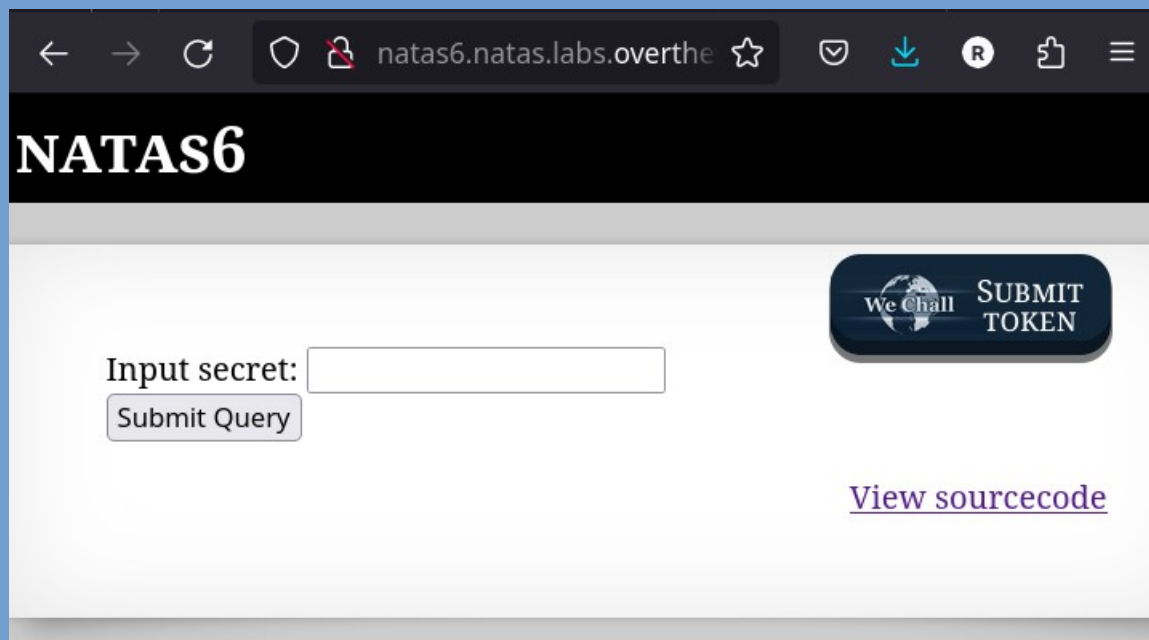 natas6.natas.labs.overthe
R
NATAS6
We Chall
SUBMIT
TOKEN
Input secret:
Submit Query
View sourcecode